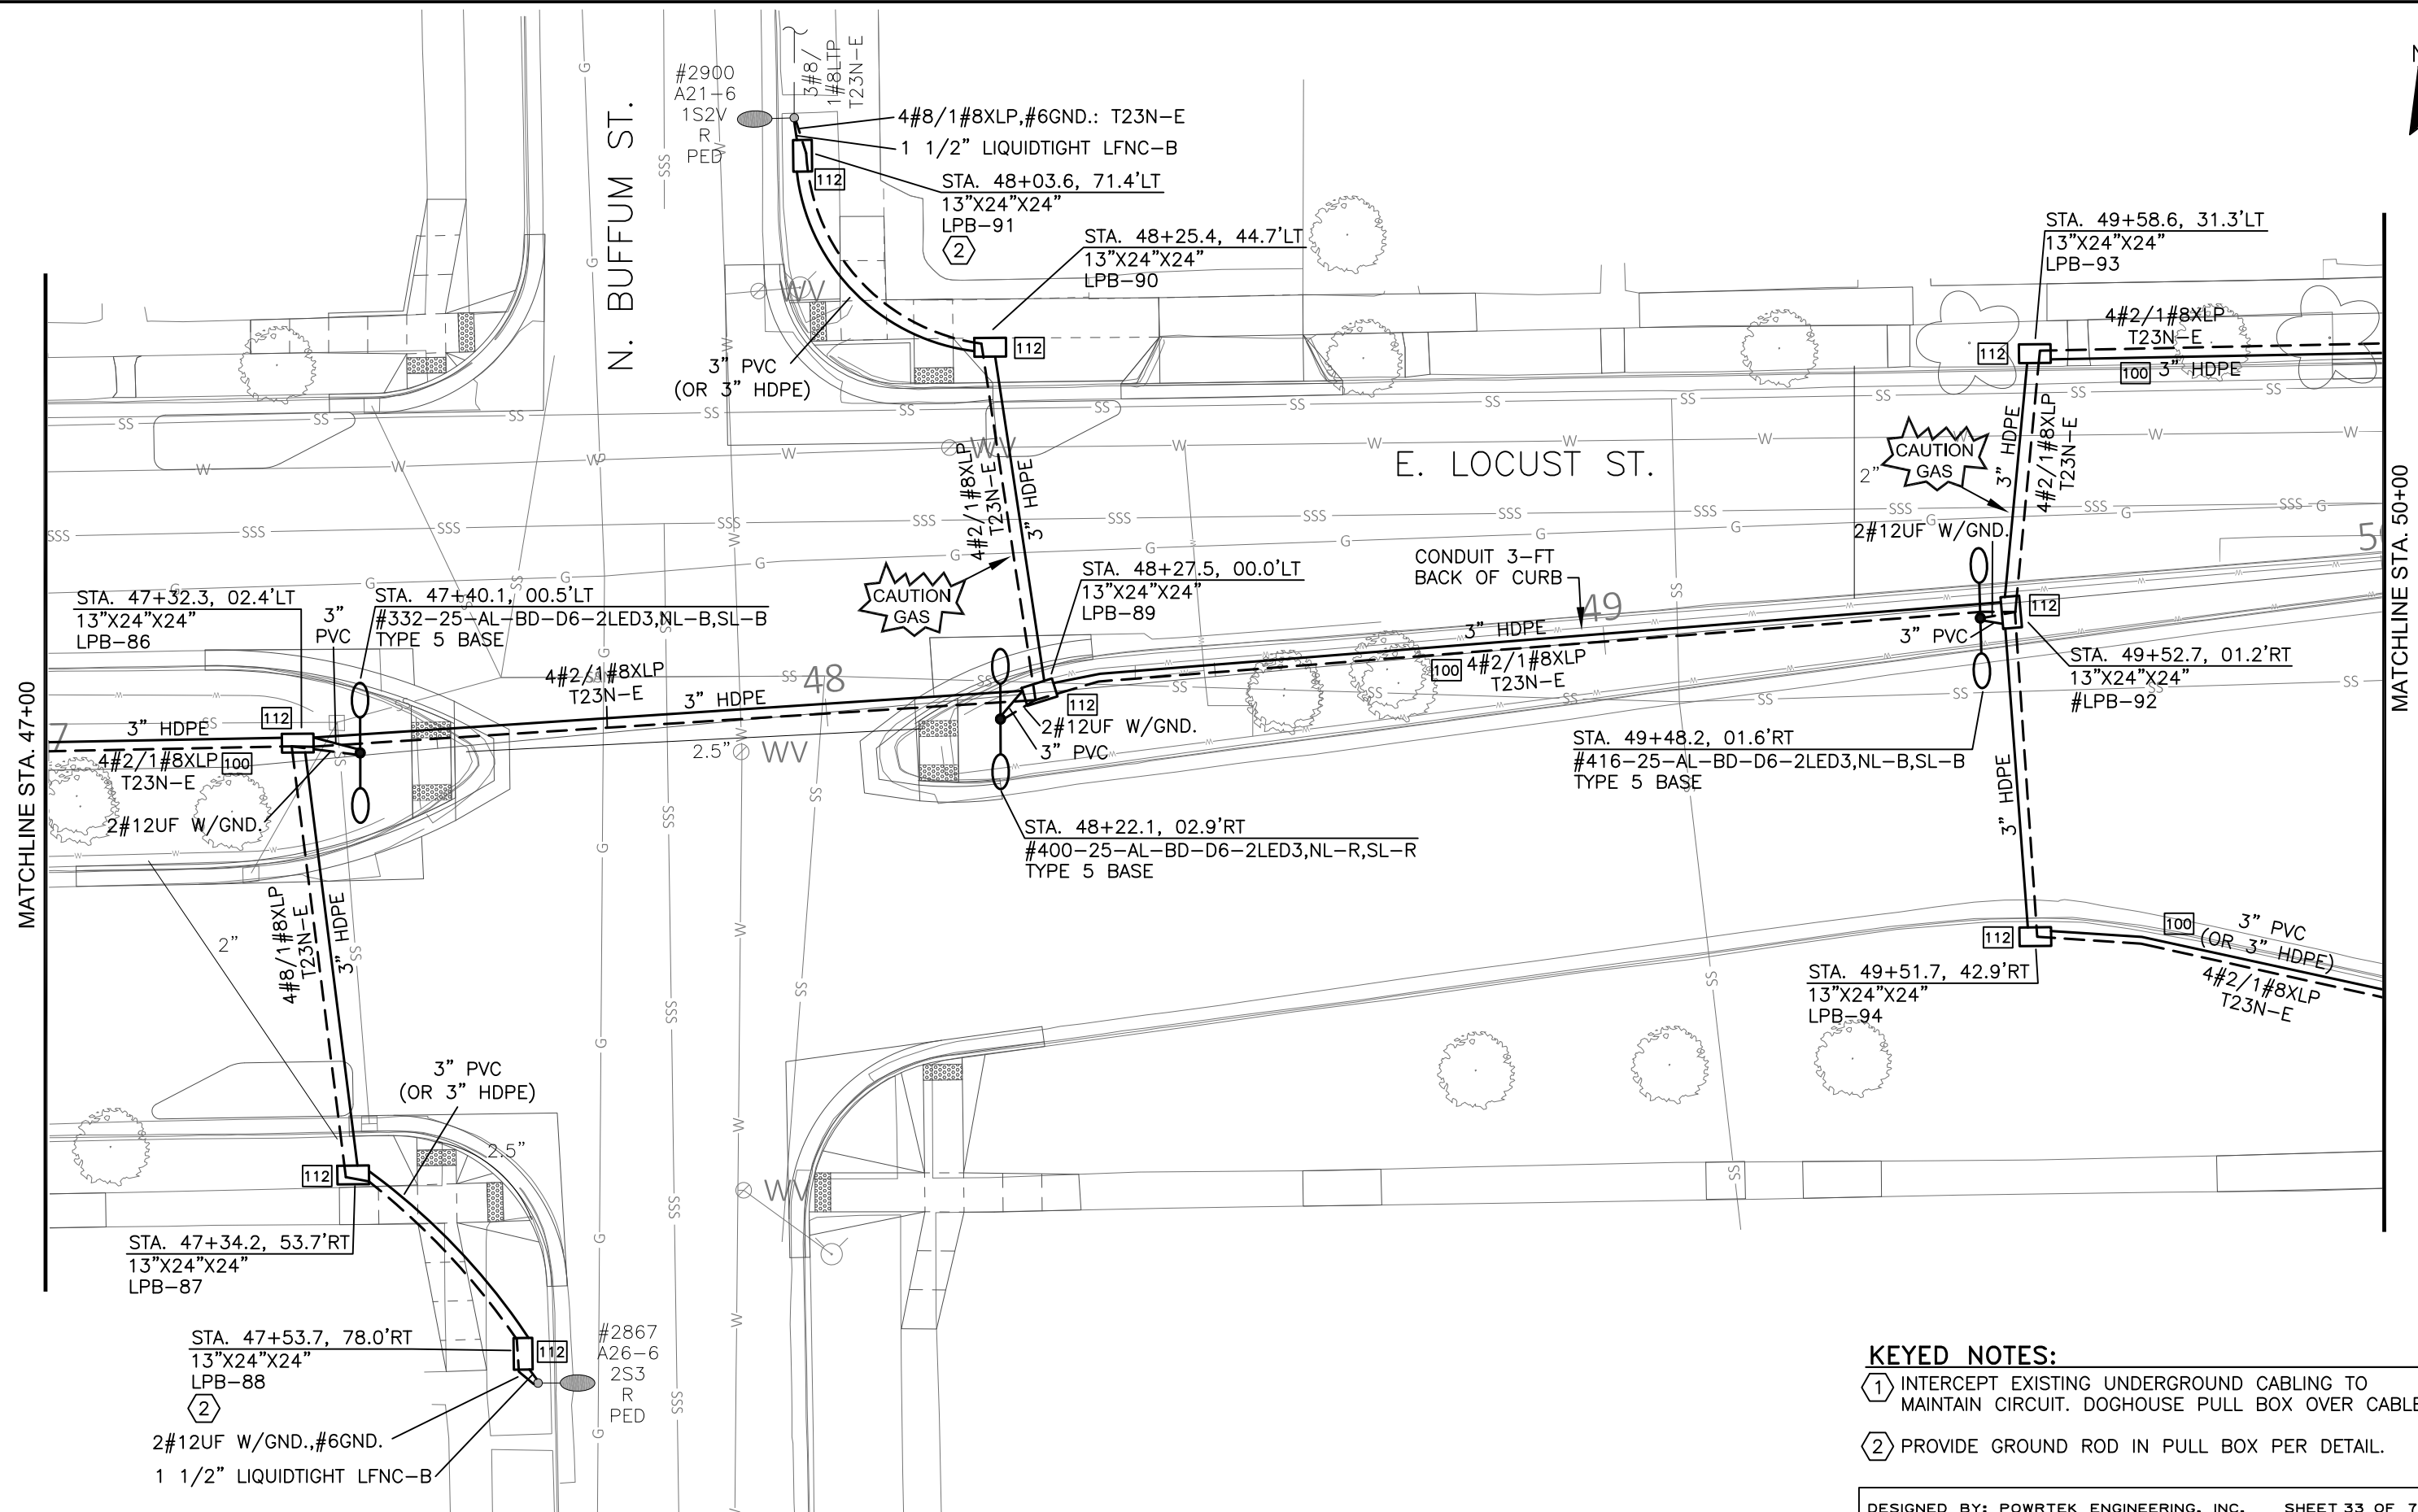 #2900
A21-6
1S2V
R
PED
3#8/
1#8LTP
T23N-E
4#8/1#8XLP,#6GND.: T23N-E
1 1/2" LIQUIDTIGHT LFNC-B
112
STA. 48+03.6, 71.4'LT
13"X24"X24"
LPB-91
2
STA. 48+25.4, 44.7'LT
13"X24"X24"
LPB-90
112
3" PVC
(OR 3" HDPE)
N. BUFFUM ST.
WV
WV
STA. 49+58.6, 31.3'LT
13"X24"X24"
LPB-93
112
4#2/1#8XLP
T23N-E
100
3" HDPE
E. LOCUST ST.
CAUTION
GAS
2"
3" HDPE
4#2/1#8XLP
T23N-E
2#12UF W/GND.
4#2/1#8XLP
T23N-E
3" HDPE
CAUTION
GAS
STA. 48+27.5, 00.0'LT
13"X24"X24"
LPB-89
CONDUIT 3-FT
BACK OF CURB
49
3" HDPE
100
4#2/1#8XLP
T23N-E
112
3" PVC
STA. 49+52.7, 01.2'RT
13"X24"X24"
#LPB-92
STA. 47+32.3, 02.4'LT
13"X24"X24"
LPB-86
3"
PVC
STA. 47+40.1, 00.5'LT
#332-25-AL-BD-D6-2LED3,NL-B,SL-B
TYPE 5 BASE
4#2/1#8XLP
T23N-E
3" HDPE
48
112
3" HDPE
4#2/1#8XLP
T23N-E
100
2#12UF W/GND.
7
112
2#12UF W/GND.
3" PVC
2.5"
WV
STA. 49+48.2, 01.6'RT
#416-25-AL-BD-D6-2LED3,NL-B,SL-B
TYPE 5 BASE
STA. 48+22.1, 02.9'RT
#400-25-AL-BD-D6-2LED3,NL-R,SL-R
TYPE 5 BASE
3" HDPE
112
STA. 49+51.7, 42.9'RT
13"X24"X24"
LPB-94
100
3" PVC
(OR 3" HDPE)
4#2/1#8XLP
T23N-E
MATCHLINE STA. 47+00
MATCHLINE STA. 50+00
4#8/1#8XLP
T23N-E
3" HDPE
2"
3" PVC
(OR 3" HDPE)
2.5"
112
WV
STA. 47+34.2, 53.7'RT
13"X24"X24"
LPB-87
STA. 47+53.7, 78.0'RT
13"X24"X24"
LPB-88
2
112
#2867
A26-6
2S3
R
PED
2#12UF W/GND.,#6GND.
1 1/2" LIQUIDTIGHT LFNC-B
KEYED NOTES:
1 INTERCEPT EXISTING UNDERGROUND CABLING TO
MAINTAIN CIRCUIT. DOGHOUSE PULL BOX OVER CABLE
2 PROVIDE GROUND ROD IN PULL BOX PER DETAIL.
DESIGNED BY: POWRTEK ENGINEERING, INC. SHEET 33 OF 7